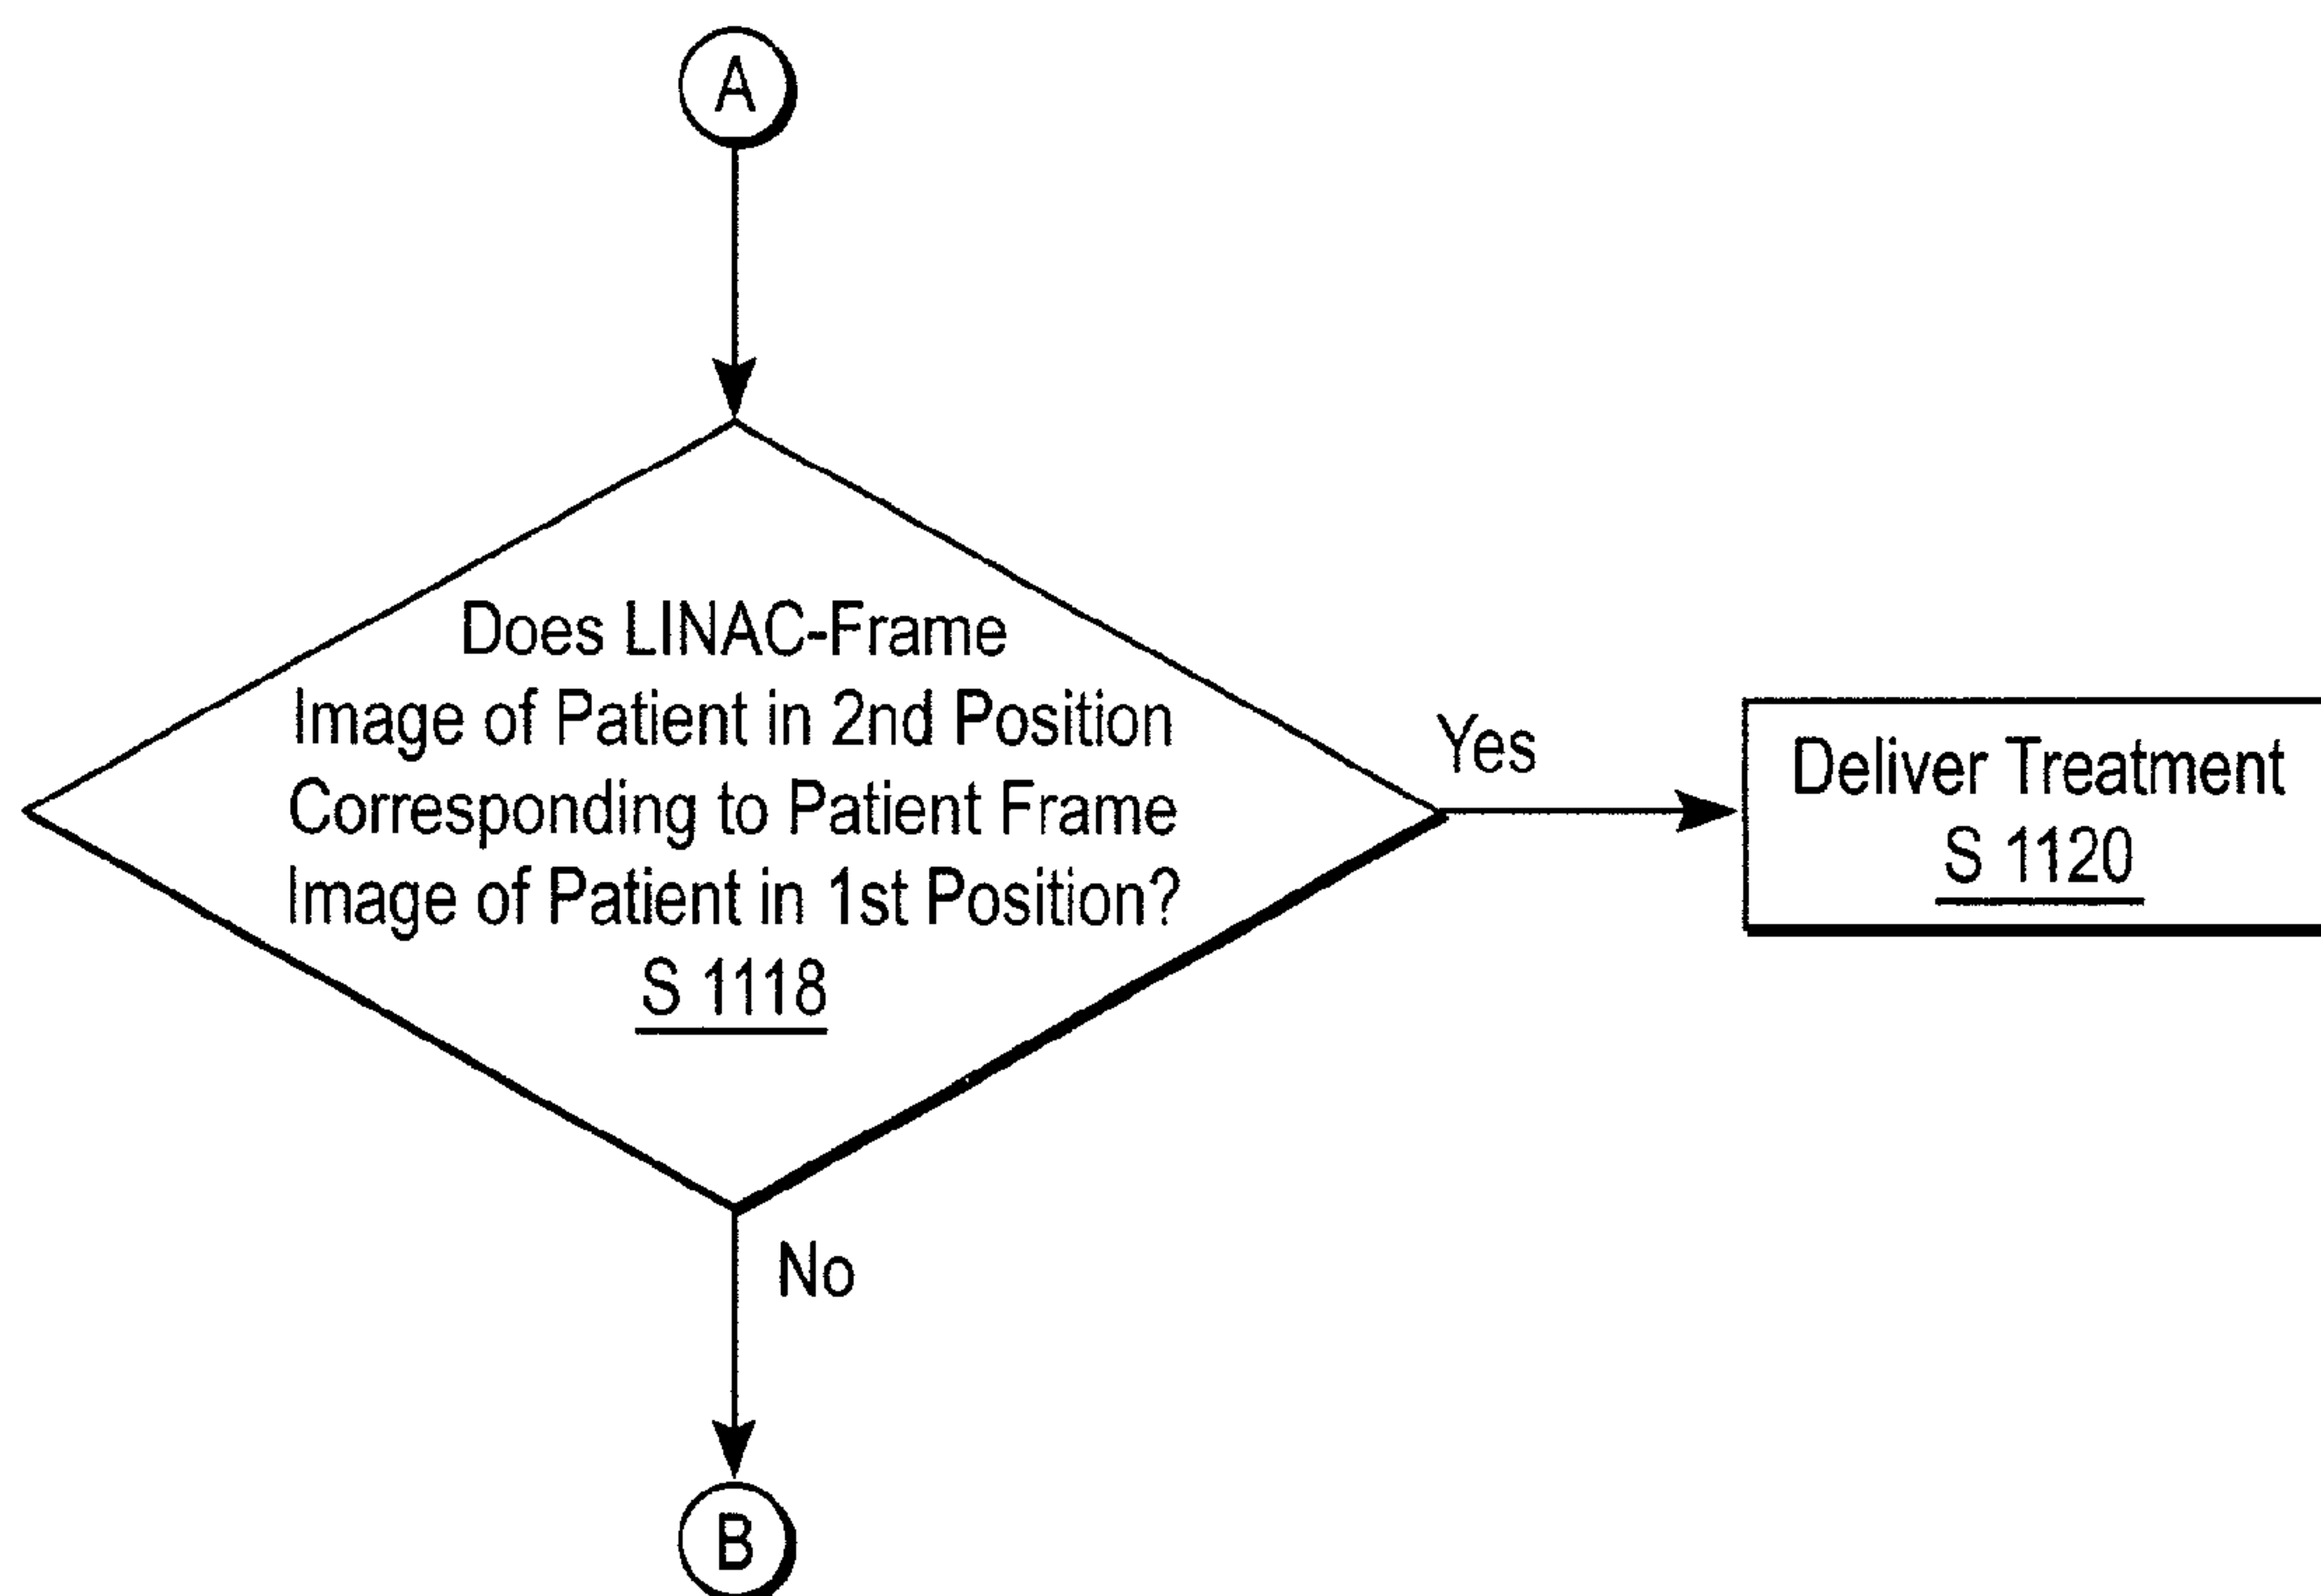 A
Does LINAC-Frame
Image of Patient in 2nd Position
Corresponding to Patient Frame
Image of Patient in 1st Position?
S 1118
Yes
Deliver Treatment
S 1120
No
B